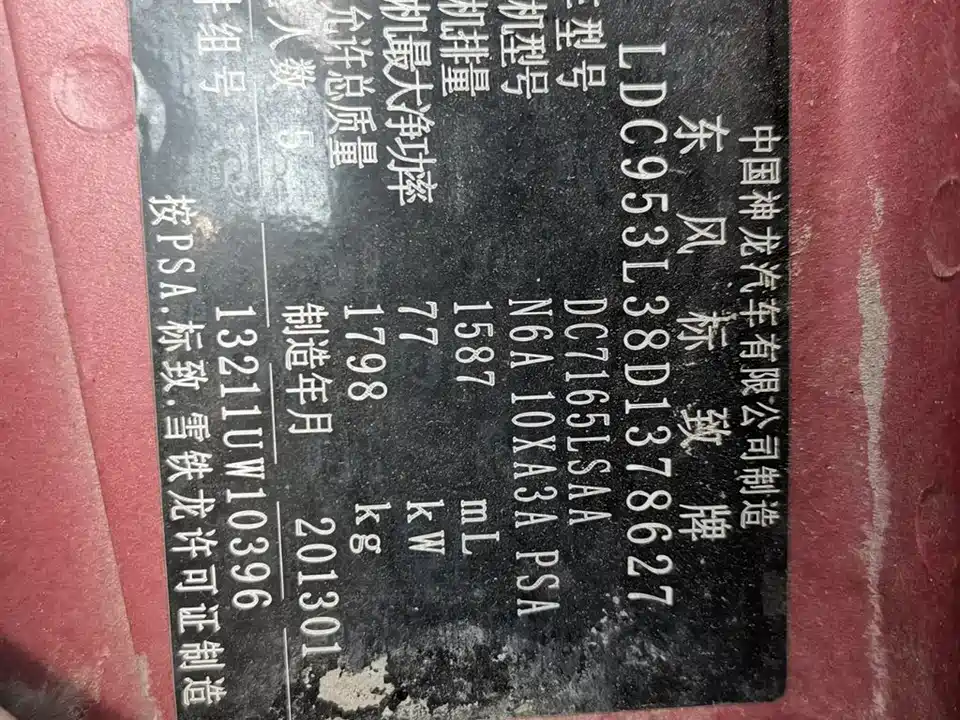 中国神龙汽车有限公司制造
东风标致牌
LDC953L38D1378627
型号 DC7165LSAA
机型号 N6A 10XA3A PSA
机排量 1587 mL
机最大净功率 77 kW
允许总质量 1798 kg
人数 5 制造年月 201301
组号 13211UW10396
按PSA.标致.雪铁龙许可证制造